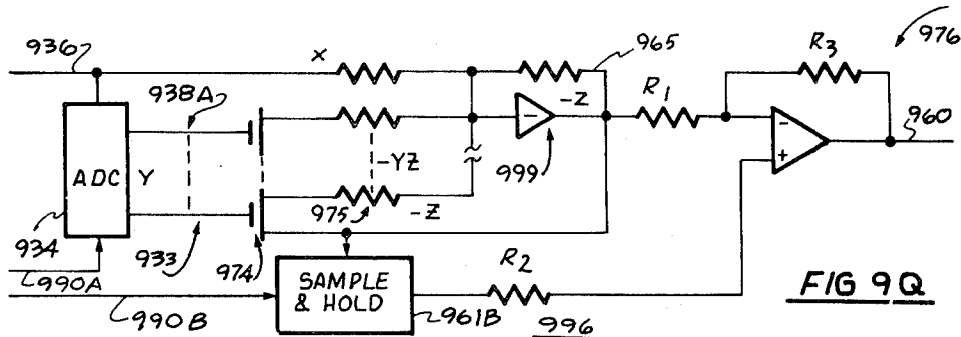 936
X
965
R3
976
938A
-Z
R1
-
960
ADC
Y
-YZ
-
999
+
975
-Z
934
933
974
990A
SAMPLE
& HOLD
R2
990B
961B
996
FIG 9Q